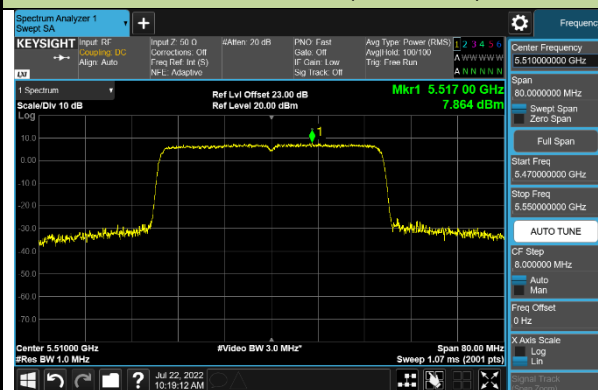 Spectrum Analyzer 1
Swept SA
Frequency
KEYSIGHT
Input: RF
Coupling: DC
Align: Auto
LXI
Input Z: 50 Ω
Corrections: Off
Freq Ref: Int (S)
NFE: Adaptive
#Atten: 20 dB
PNO: Fast
Gate: Off
IF Gain: Low
Sig Track: Off
Avg Type: Power (RMS)
Avg|Hold: 100/100
Trig: Free Run
1 2 3 4 5 6
A W W W W W
A N N N N N
Center Frequency
5.510000000 GHz
Span
80.0000000 MHz
Swept Span
Zero Span
Full Span
Start Freq
5.470000000 GHz
Stop Freq
5.550000000 GHz
AUTO TUNE
CF Step
8.000000 MHz
Auto
Man
Freq Offset
0 Hz
X Axis Scale
Log
Lin
Signal Track
(Span Zoom)
1 Spectrum
Scale/Div 10 dB
Log
Ref Lvl Offset 23.00 dB
Ref Level 20.00 dBm
Mkr1 5.517 00 GHz
7.864 dBm
1
10.0
0.00
-10.0
-20.0
-30.0
-40.0
-50.0
-60.0
-70.0
Center 5.51000 GHz
#Res BW 1.0 MHz
#Video BW 3.0 MHz*
Span 80.00 MHz
Sweep 1.07 ms (2001 pts)
?
Jul 22, 2022
10:19:12 AM